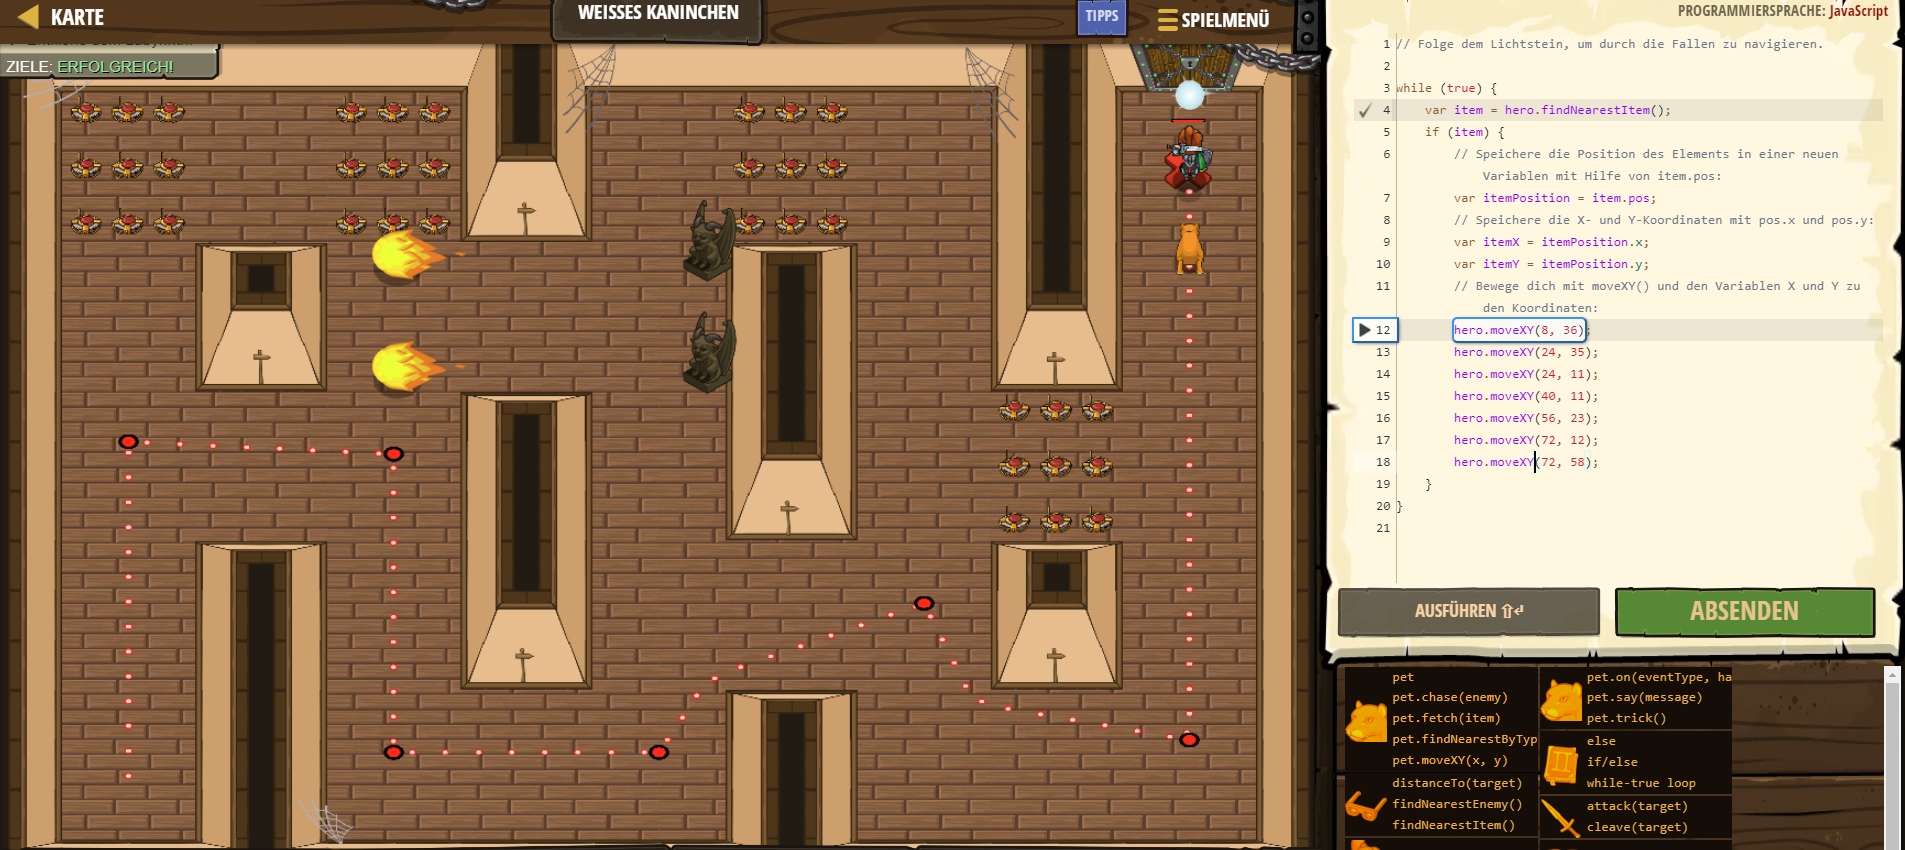 KARTE
WEISSES KANINCHEN
TIPPS
SPIELMENÜ
ZIELE: ERFOLGREICH!
PROGRAMMIERSPRACHE: JavaScript
1 // Folge dem Lichtstein, um durch die Fallen zu navigieren.
2
3 while (true) {
4 var item = hero.findNearestItem();
5 if (item) {
6 // Speichere die Position des Elements in einer neuen
Variablen mit Hilfe von item.pos:
7 var itemPosition = item.pos;
8 // Speichere die X- und Y-Koordinaten mit pos.x und pos.y:
9 var itemX = itemPosition.x;
10 var itemY = itemPosition.y;
11 // Bewege dich mit moveXY() und den Variablen X und Y zu
den Koordinaten:
12 hero.moveXY(8, 36);
13 hero.moveXY(24, 35);
14 hero.moveXY(24, 11);
15 hero.moveXY(40, 11);
16 hero.moveXY(56, 23);
17 hero.moveXY(72, 12);
18 hero.moveXY(72, 58);
19 }
20 }
21
AUSFÜHREN ⇧↵
ABSENDEN
pet
pet.chase(enemy)
pet.fetch(item)
pet.findNearestByTyp
pet.moveXY(x, y)
distanceTo(target)
findNearestEnemy()
findNearestItem()
pet.on(eventType, ha
pet.say(message)
pet.trick()
else
if/else
while-true loop
attack(target)
cleave(target)